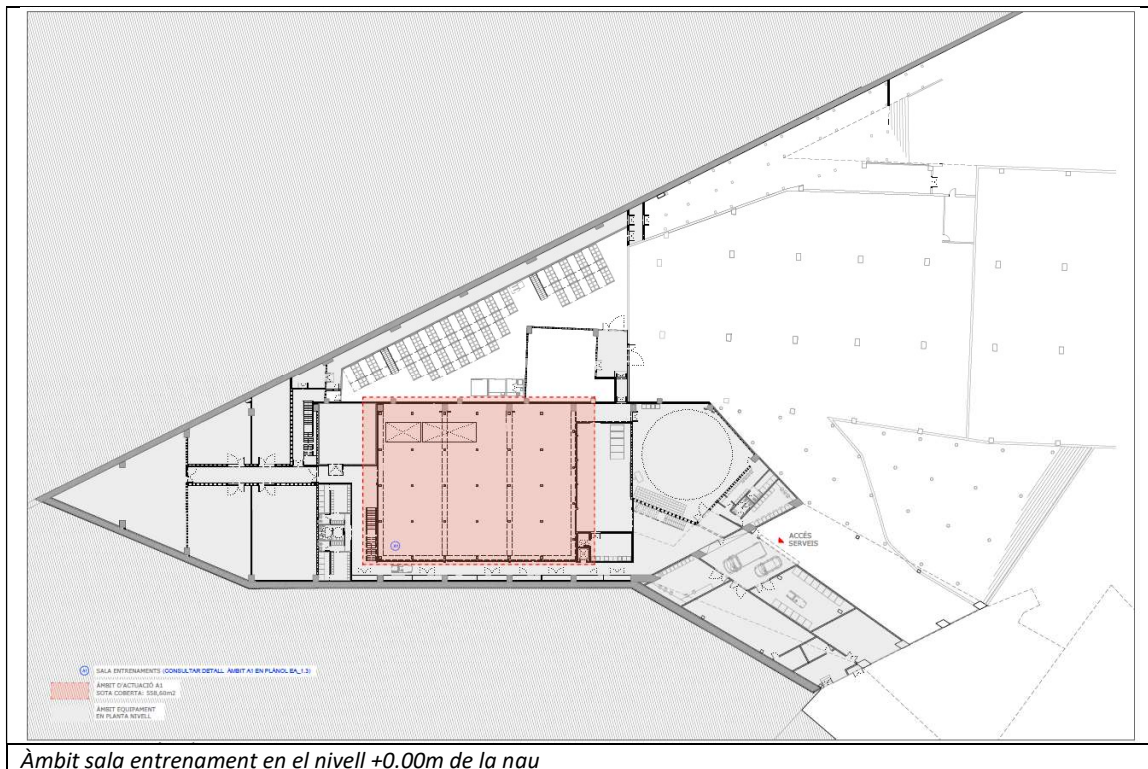 ACCÉS
SERVEIS
A1 SALA ENTRENAMENTS (CONSULTAR DETALL ÀMBIT A1 EN PLÀNOL EA_1.3)
ÀMBIT D'ACTUACIÓ A1
SOTA COBERTA: 558,60m2
ÀMBIT EQUIPAMENT
EN PLANTA NIVELL
Àmbit sala entrenament en el nivell +0.00m de la nau